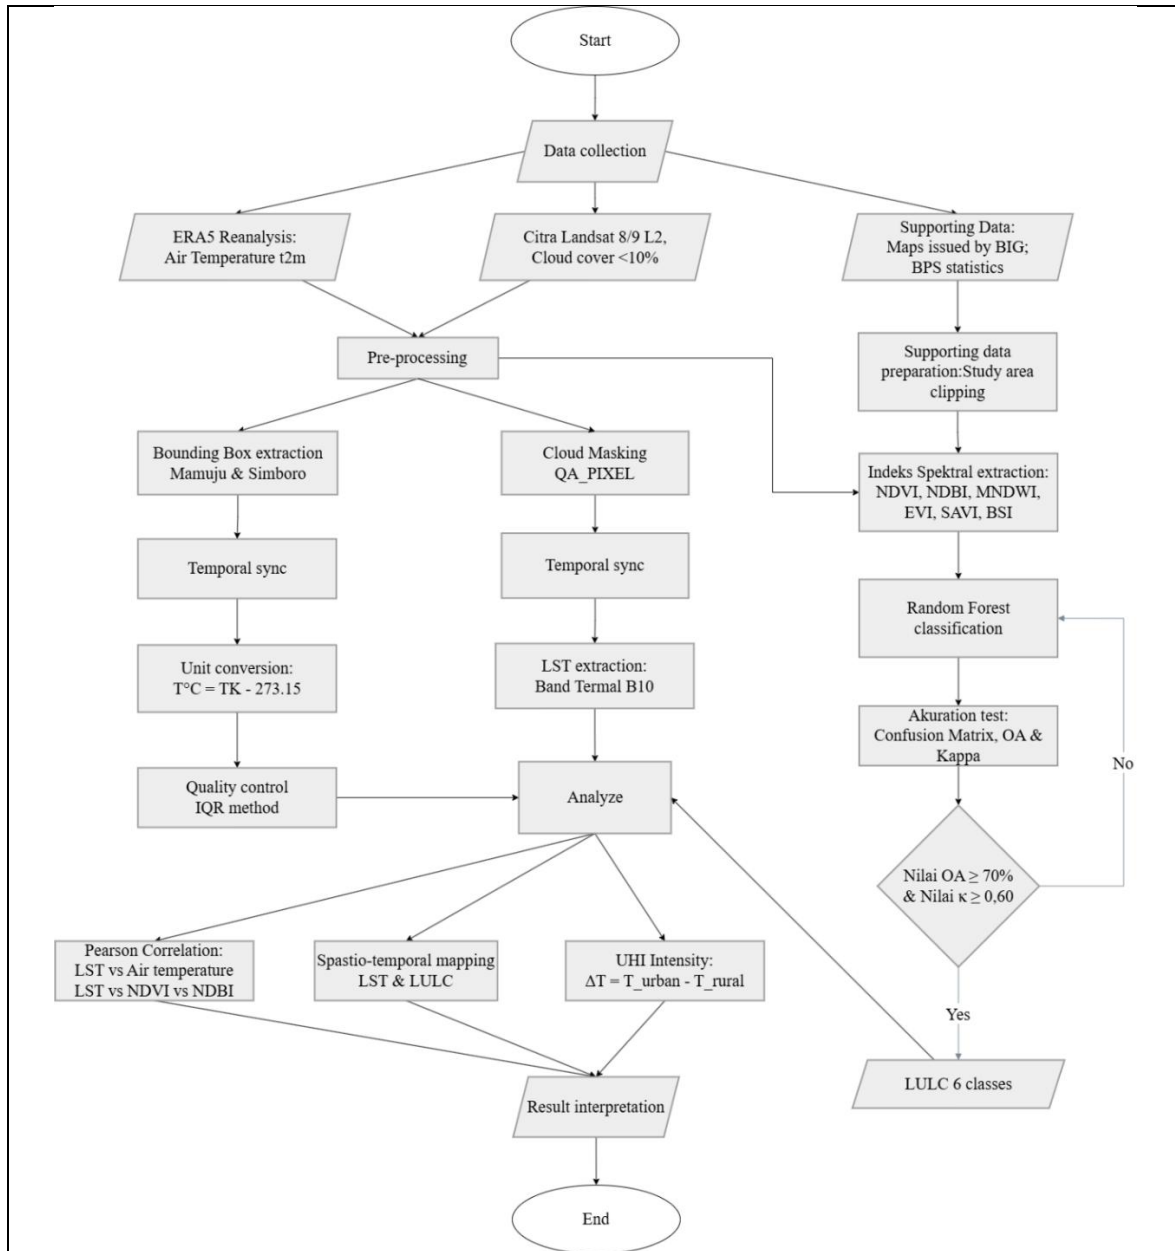 Start
Data collection
ERA5 Reanalysis:
Air Temperature t2m
Citra Landsat 8/9 L2,
Cloud cover <10%
Supporting Data:
Maps issued by BIG;
BPS statistics
Pre-processing
Supporting data
preparation:Study area
clipping
Bounding Box extraction
Mamuju & Simboro
Cloud Masking
QA_PIXEL
Indeks Spektral extraction:
NDVI, NDBI, MNDWI,
EVI, SAVI, BSI
Temporal sync
Temporal sync
Random Forest
classification
Unit conversion:
T°C = TK - 273.15
LST extraction:
Band Termal B10
Akuration test:
Confusion Matrix, OA &
Kappa
No
Quality control
IQR method
Analyze
Nilai OA ≥ 70%
& Nilai κ ≥ 0,60
Pearson Correlation:
LST vs Air temperature
LST vs NDVI vs NDBI
Spastio-temporal mapping
LST & LULC
UHI Intensity:
ΔT = T_urban - T_rural
Yes
LULC 6 classes
Result interpretation
End